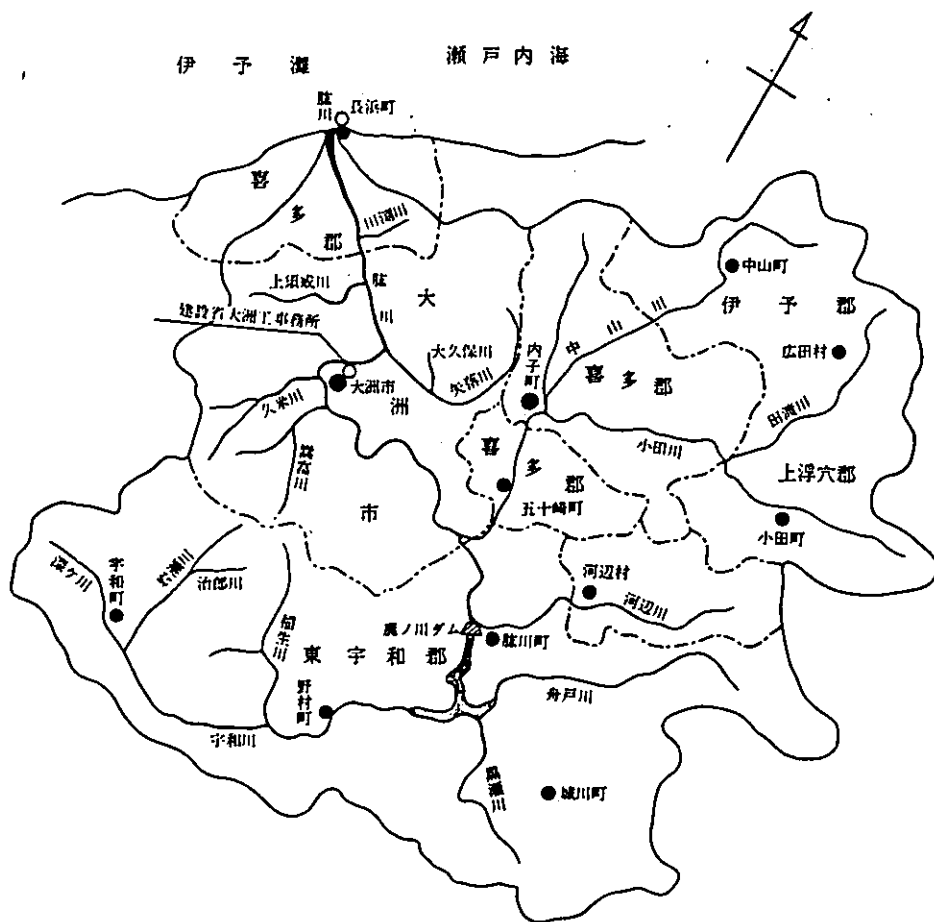 伊予灘
瀬戸内海
肱川
長浜町
喜多郡
上須戒川
肱川
大洲市
建設省大洲工事務所
大久保川
矢落川
内子町
中山川
中山町
伊予郡
広田村
喜多郡
田渡川
小田川
上浮穴郡
小田町
大洲市
久米川
喜多郡
五十崎町
深ケ川
宇和町
岩瀬川
治郎川
稲生川
河辺村
河辺川
鹿ノ川ダム
肱川町
東宇和郡
野村町
舟戸川
宇和川
黒瀬川
城川町